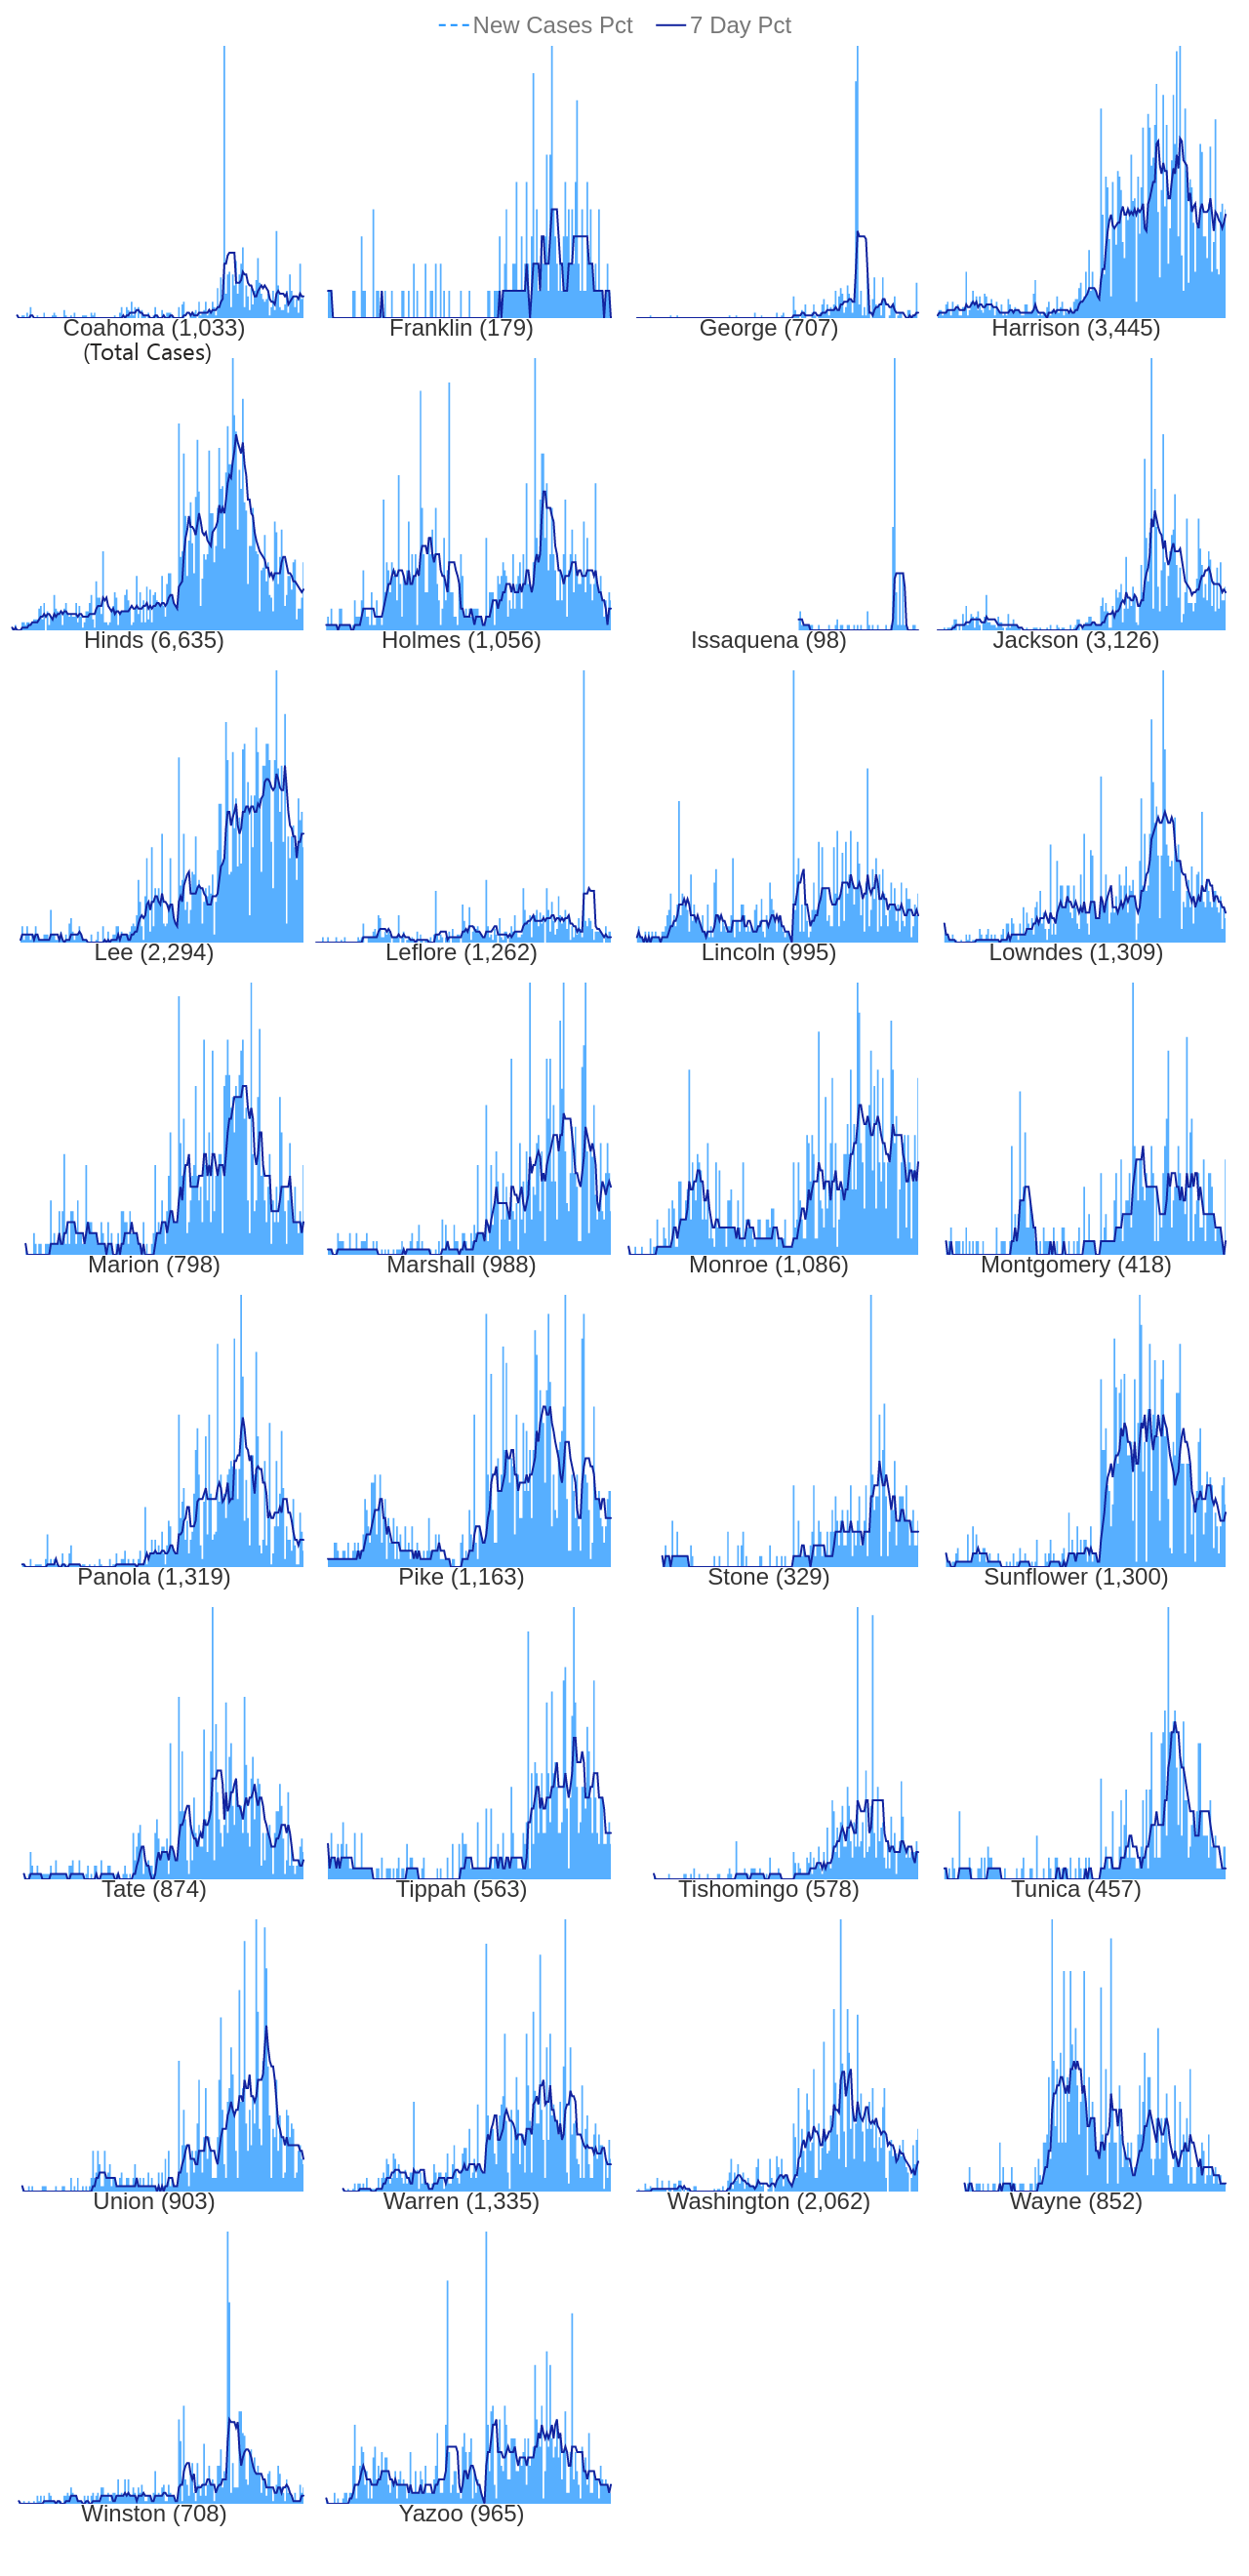 New Cases Pct 7 Day Pct
Coahoma (1,033) Franklin (179) George (707) Harrison (3,445)
(Total Cases)
Hinds (6,635) Holmes (1,056) Issaquena (98) Jackson (3,126)
Lee (2,294) Leflore (1,262) Lincoln (995) Lowndes (1,309)
Marion (798) Marshall (988) Monroe (1,086) Montgomery (418)
Panola (1,319) Pike (1,163) Stone (329) Sunflower (1,300)
Tate (874) Tippah (563) Tishomingo (578) Tunica (457)
Union (903) Warren (1,335) Washington (2,062) Wayne (852)
Winston (708) Yazoo (965)